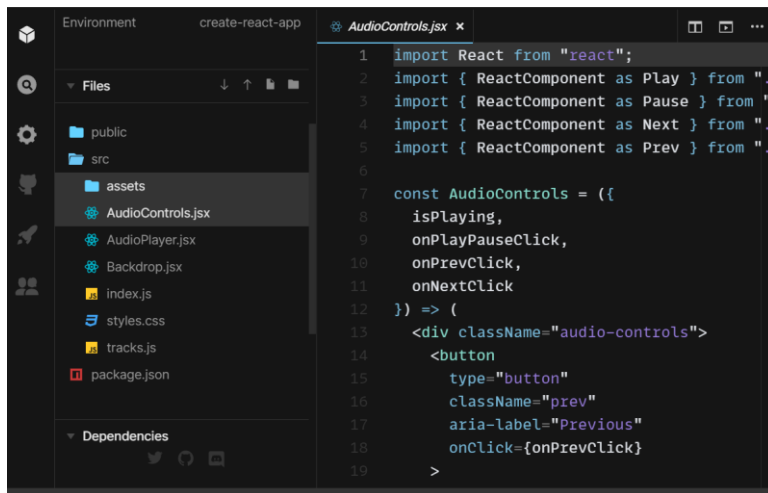 Environment create-react-app
Files
public
src
assets
AudioControls.jsx
AudioPlayer.jsx
Backdrop.jsx
JS index.js
styles.css
JS tracks.js
package.json
Dependencies
AudioControls.jsx ×
1 import React from "react";
2 import { ReactComponent as Play } from ".
3 import { ReactComponent as Pause } from "
4 import { ReactComponent as Next } from ".
5 import { ReactComponent as Prev } from ".
6
7 const AudioControls = ({
8 isPlaying,
9 onPlayPauseClick,
10 onPrevClick,
11 onNextClick
12 }) => (
13 <div className="audio-controls">
14 <button
15 type="button"
16 className="prev"
17 aria-label="Previous"
18 onClick={onPrevClick}
19 >